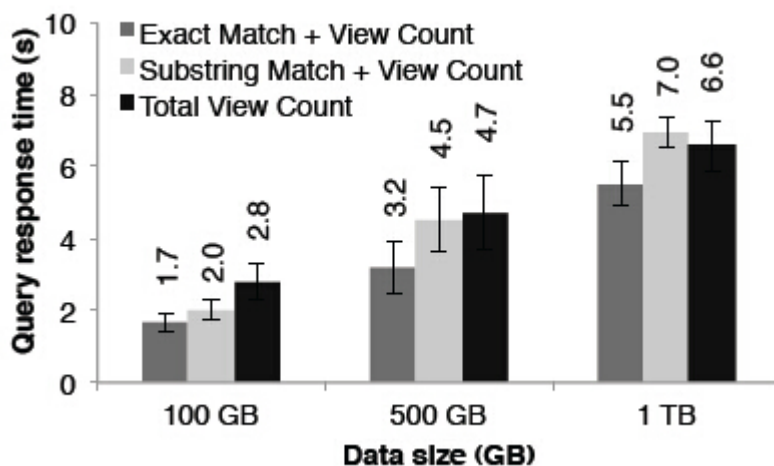 Query response time (s)
10
8
6
4
2
0
Exact Match + View Count
Substring Match + View Count
Total View Count
1.7
2.0
2.8
3.2
4.5
4.7
5.5
7.0
6.6
100 GB
500 GB
1 TB
Data size (GB)